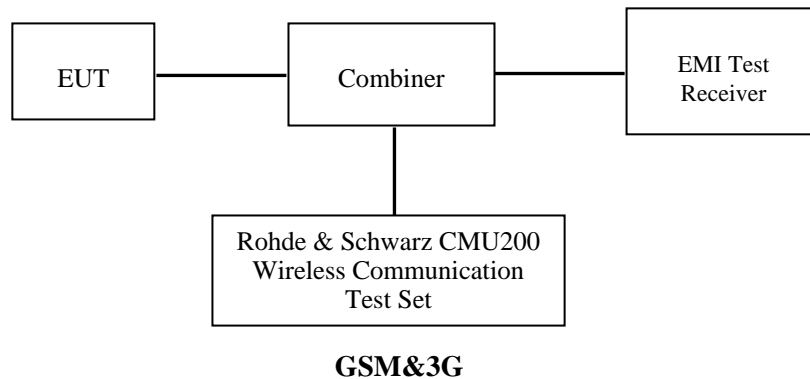 EUT
Combiner
EMI Test
Receiver
Rohde & Schwarz CMU200
Wireless Communication
Test Set
GSM&3G